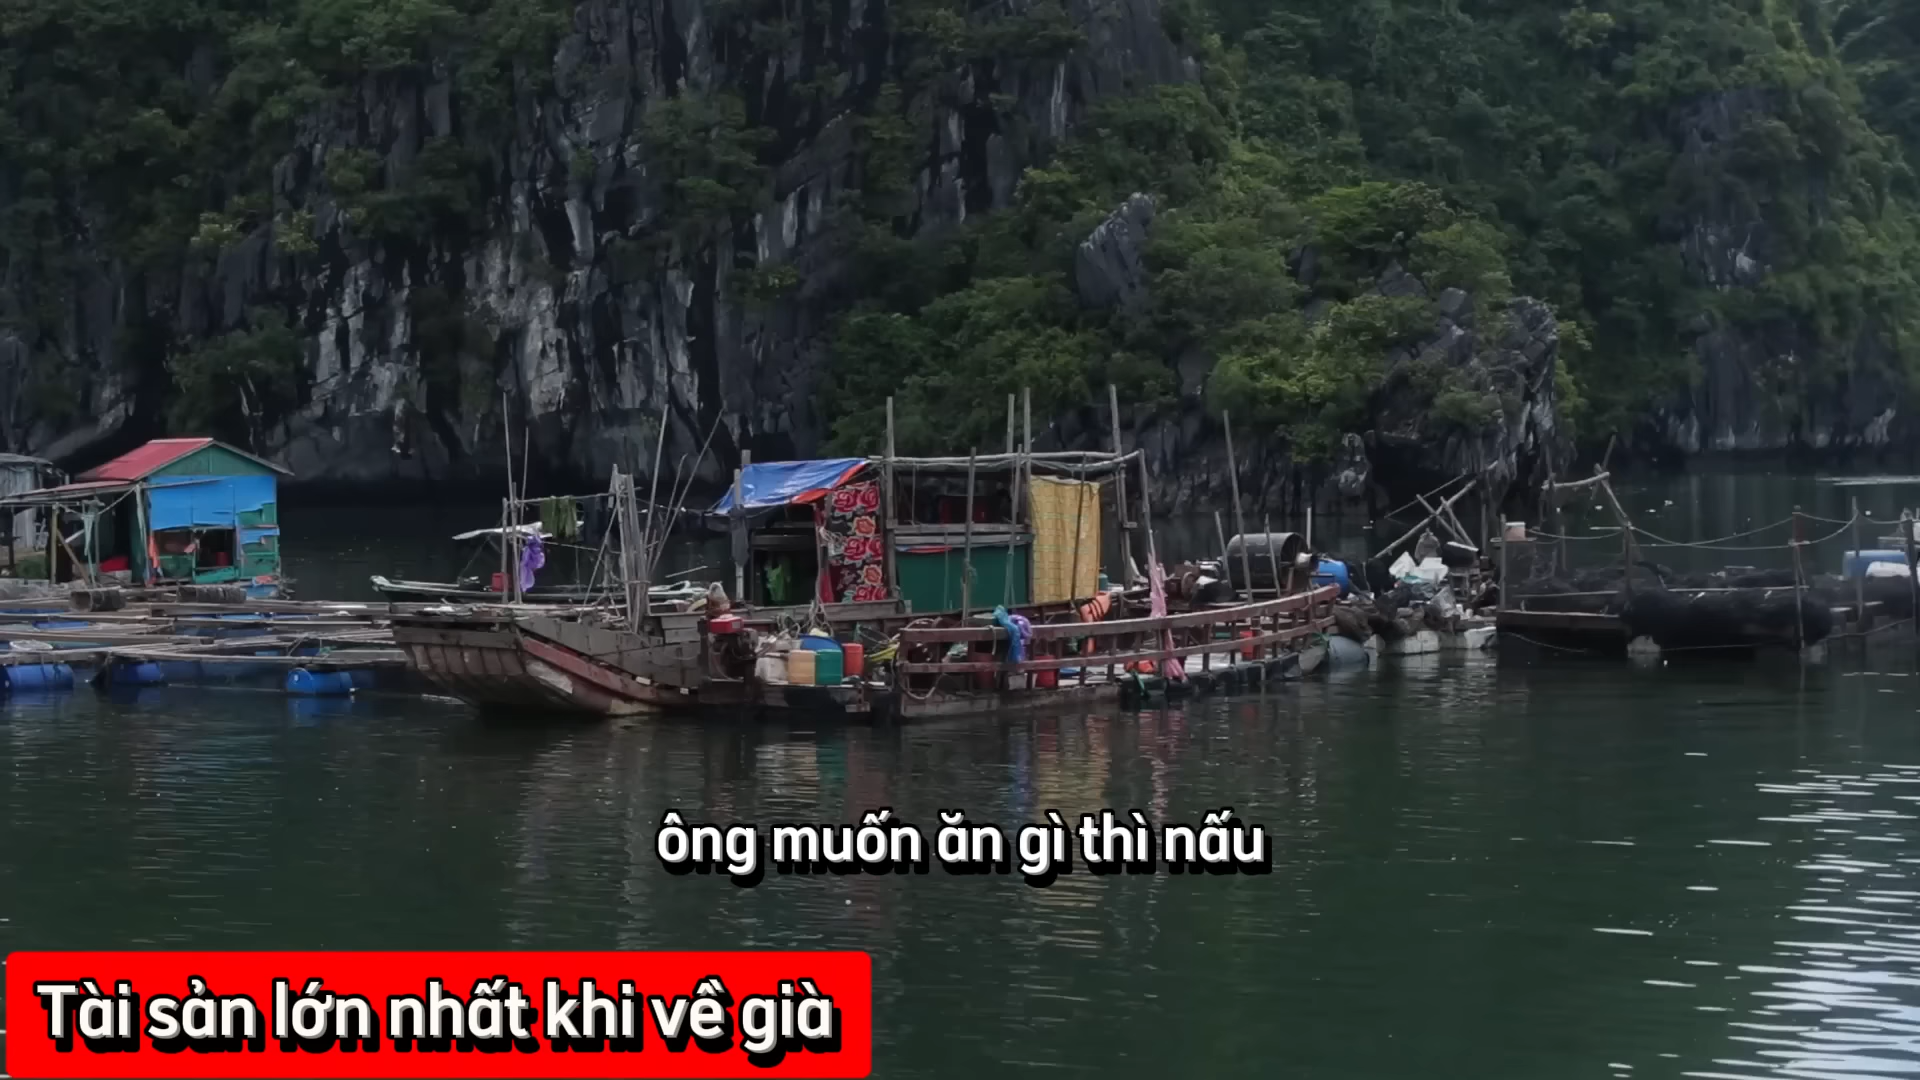 ông muốn ăn gì thì nấu
Tài sản lớn nhất khi về già